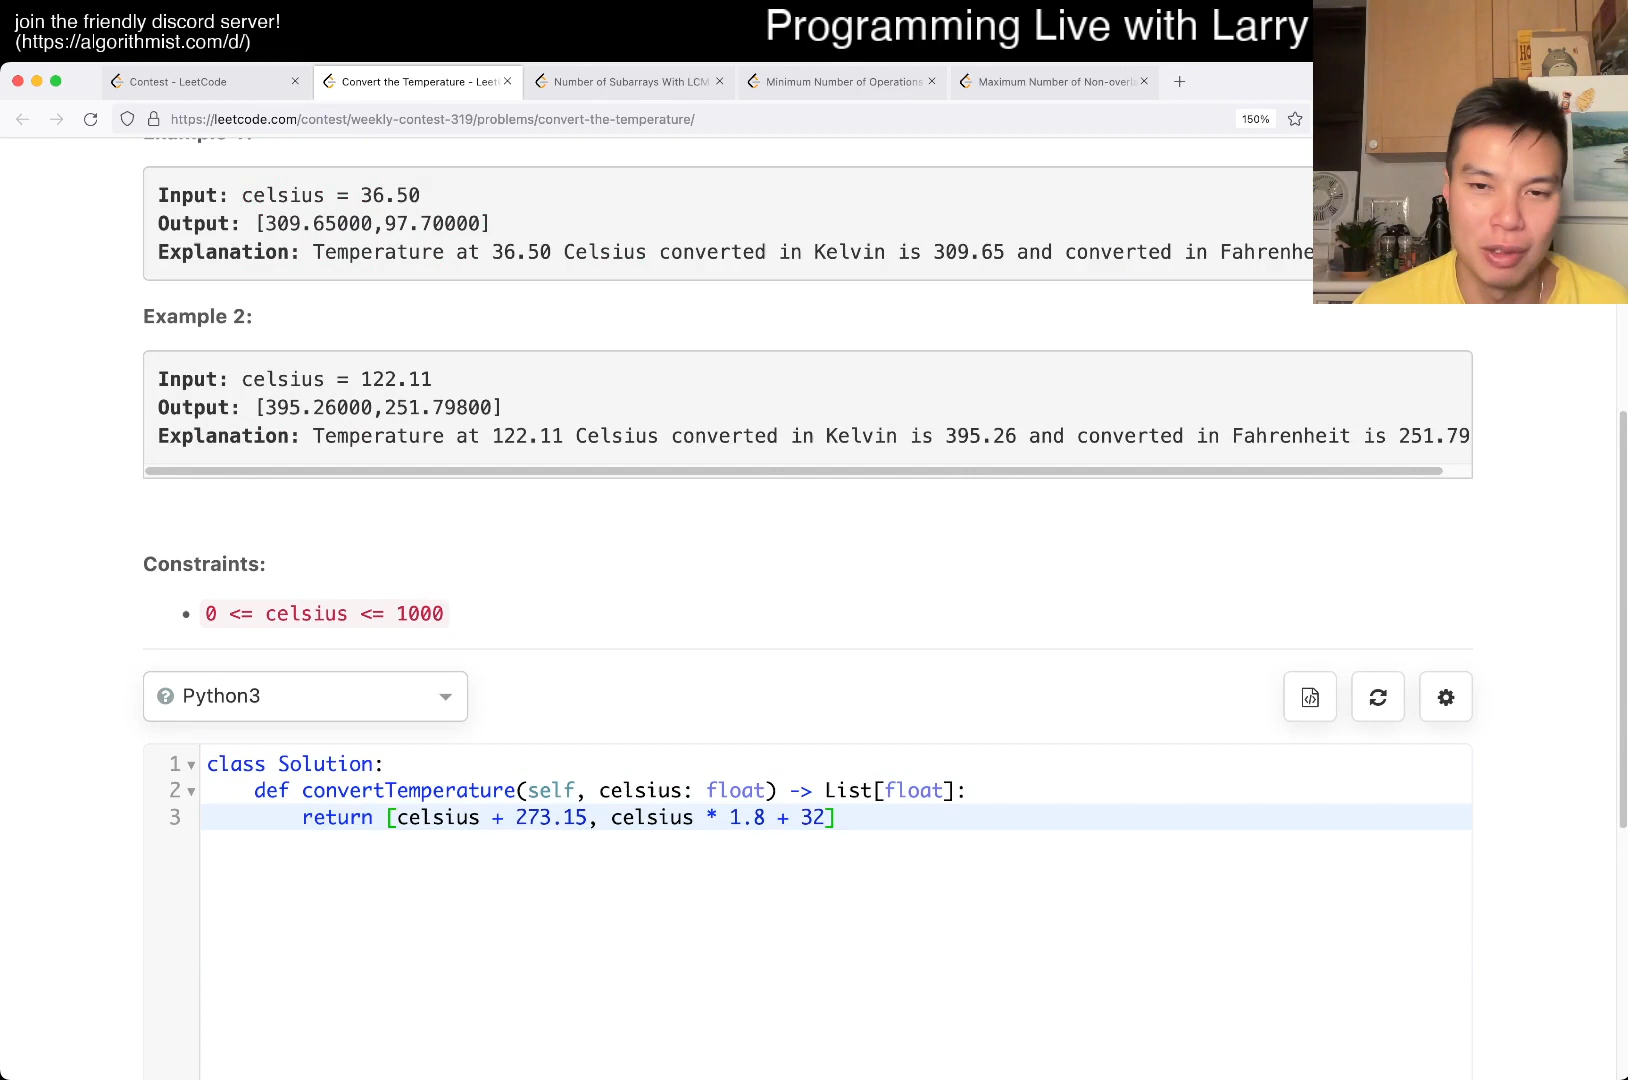 join the friendly discord server!
(https://algorithmist.com/d/)
Programming Live with Larry
Contest - LeetCode
Convert the Temperature - Leet
Number of Subarrays With LCM
Minimum Number of Operations
Maximum Number of Non-overl
https://leetcode.com/contest/weekly-contest-319/problems/convert-the-temperature/
150%
Input: celsius = 36.50
Output: [309.65000,97.70000]
Explanation: Temperature at 36.50 Celsius converted in Kelvin is 309.65 and converted in Fahrenhe
Example 2:
Input: celsius = 122.11
Output: [395.26000,251.79800]
Explanation: Temperature at 122.11 Celsius converted in Kelvin is 395.26 and converted in Fahrenheit is 251.79
Constraints:
• 0 <= celsius <= 1000
Python3
1 class Solution:
2 def convertTemperature(self, celsius: float) -> List[float]:
3 return [celsius + 273.15, celsius * 1.8 + 32]